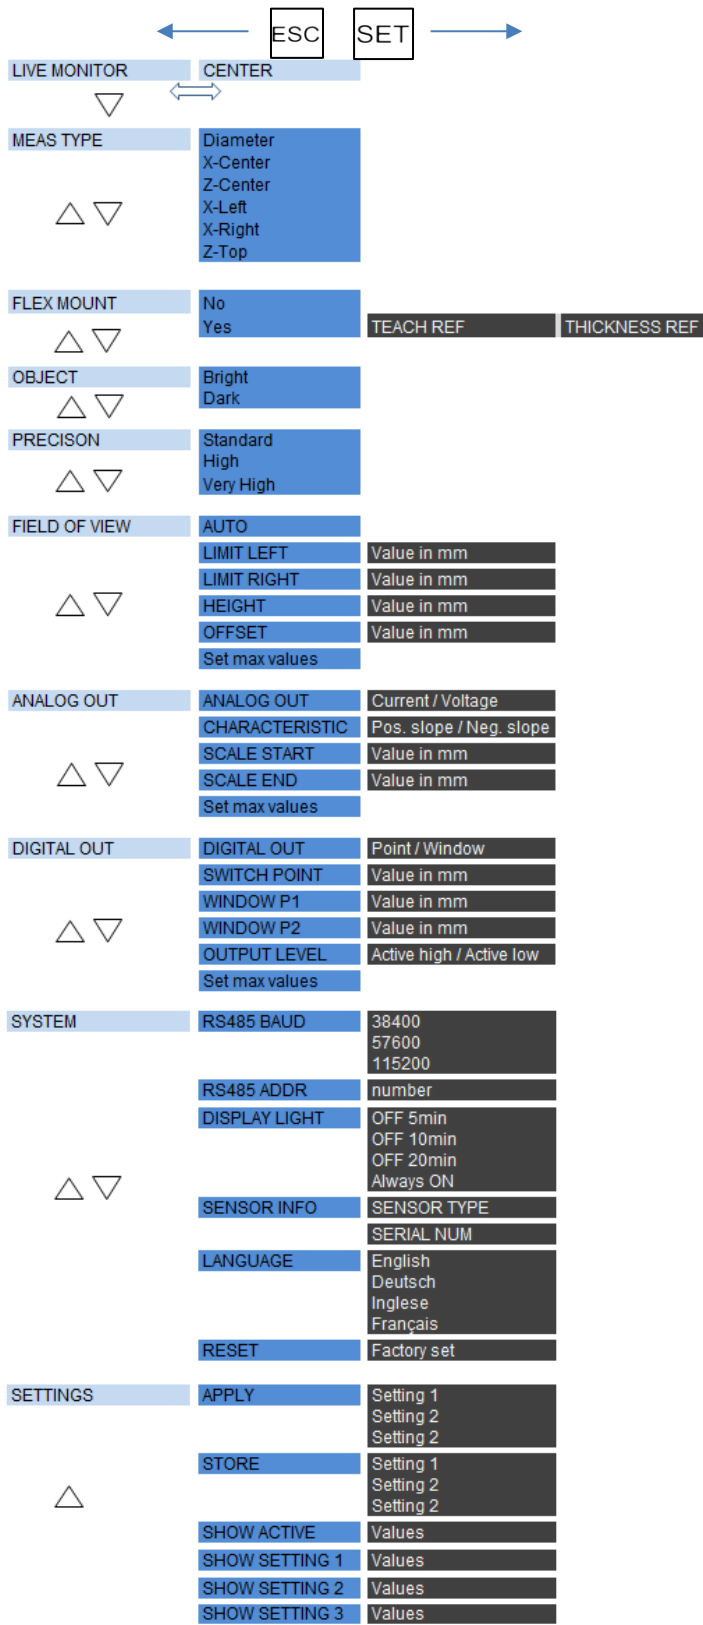 ESC SET
LIVE MONITOR CENTER
MEAS TYPE Diameter
X-Center
Z-Center
X-Left
X-Right
Z-Top
FLEX MOUNT No
Yes TEACH REF THICKNESS REF
OBJECT Bright
Dark
PRECISON Standard
High
Very High
FIELD OF VIEW AUTO
LIMIT LEFT Value in mm
LIMIT RIGHT Value in mm
HEIGHT Value in mm
OFFSET Value in mm
Set max values
ANALOG OUT ANALOG OUT Current / Voltage
CHARACTERISTIC Pos. slope / Neg. slope
SCALE START Value in mm
SCALE END Value in mm
Set max values
DIGITAL OUT DIGITAL OUT Point / Window
SWITCH POINT Value in mm
WINDOW P1 Value in mm
WINDOW P2 Value in mm
OUTPUT LEVEL Active high / Active low
Set max values
SYSTEM RS485 BAUD 38400
57600
115200
RS485 ADDR number
DISPLAY LIGHT OFF 5min
OFF 10min
OFF 20min
Always ON
SENSOR INFO SENSOR TYPE
SERIAL NUM
LANGUAGE English
Deutsch
Inglese
Français
RESET Factory set
SETTINGS APPLY Setting 1
Setting 2
Setting 2
STORE Setting 1
Setting 2
Setting 2
SHOW ACTIVE Values
SHOW SETTING 1 Values
SHOW SETTING 2 Values
SHOW SETTING 3 Values